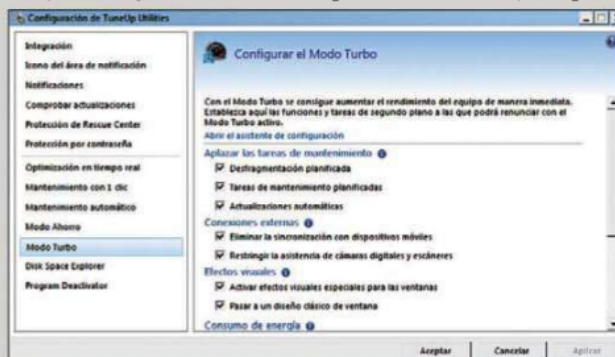 Configuración de TuneUp Utilities
Integración
Icono del área de notificación
Notificaciones
Comprobar actualizaciones
Protección de Rescue Center
Protección por contraseña
Optimización en tiempo real
Mantenimiento con 1 clic
Mantenimiento automático
Modo Ahorro
Modo Turbo
Disk Space Explorer
Program Deactivator
Configurar el Modo Turbo
Con el Modo Turbo se consigue aumentar el rendimiento del equipo de manera inmediata.
Establezca aquí las funciones y tareas de segundo plano a las que podrá renunciar con el
Modo Turbo activo.
Abrir el asistente de configuración
Aplazar las tareas de mantenimiento
Desfragmentación planificada
Tareas de mantenimiento planificadas
Actualizaciones automáticas
Conexiones externas
Eliminar la sincronización con dispositivos móviles
Restringir la asistencia de cámaras digitales y escáneres
Efectos visuales
Activar efectos visuales especiales para las ventanas
Pasar a un diseño clásico de ventana
Consumo de energía
Aceptar
Cancelar
Aplicar